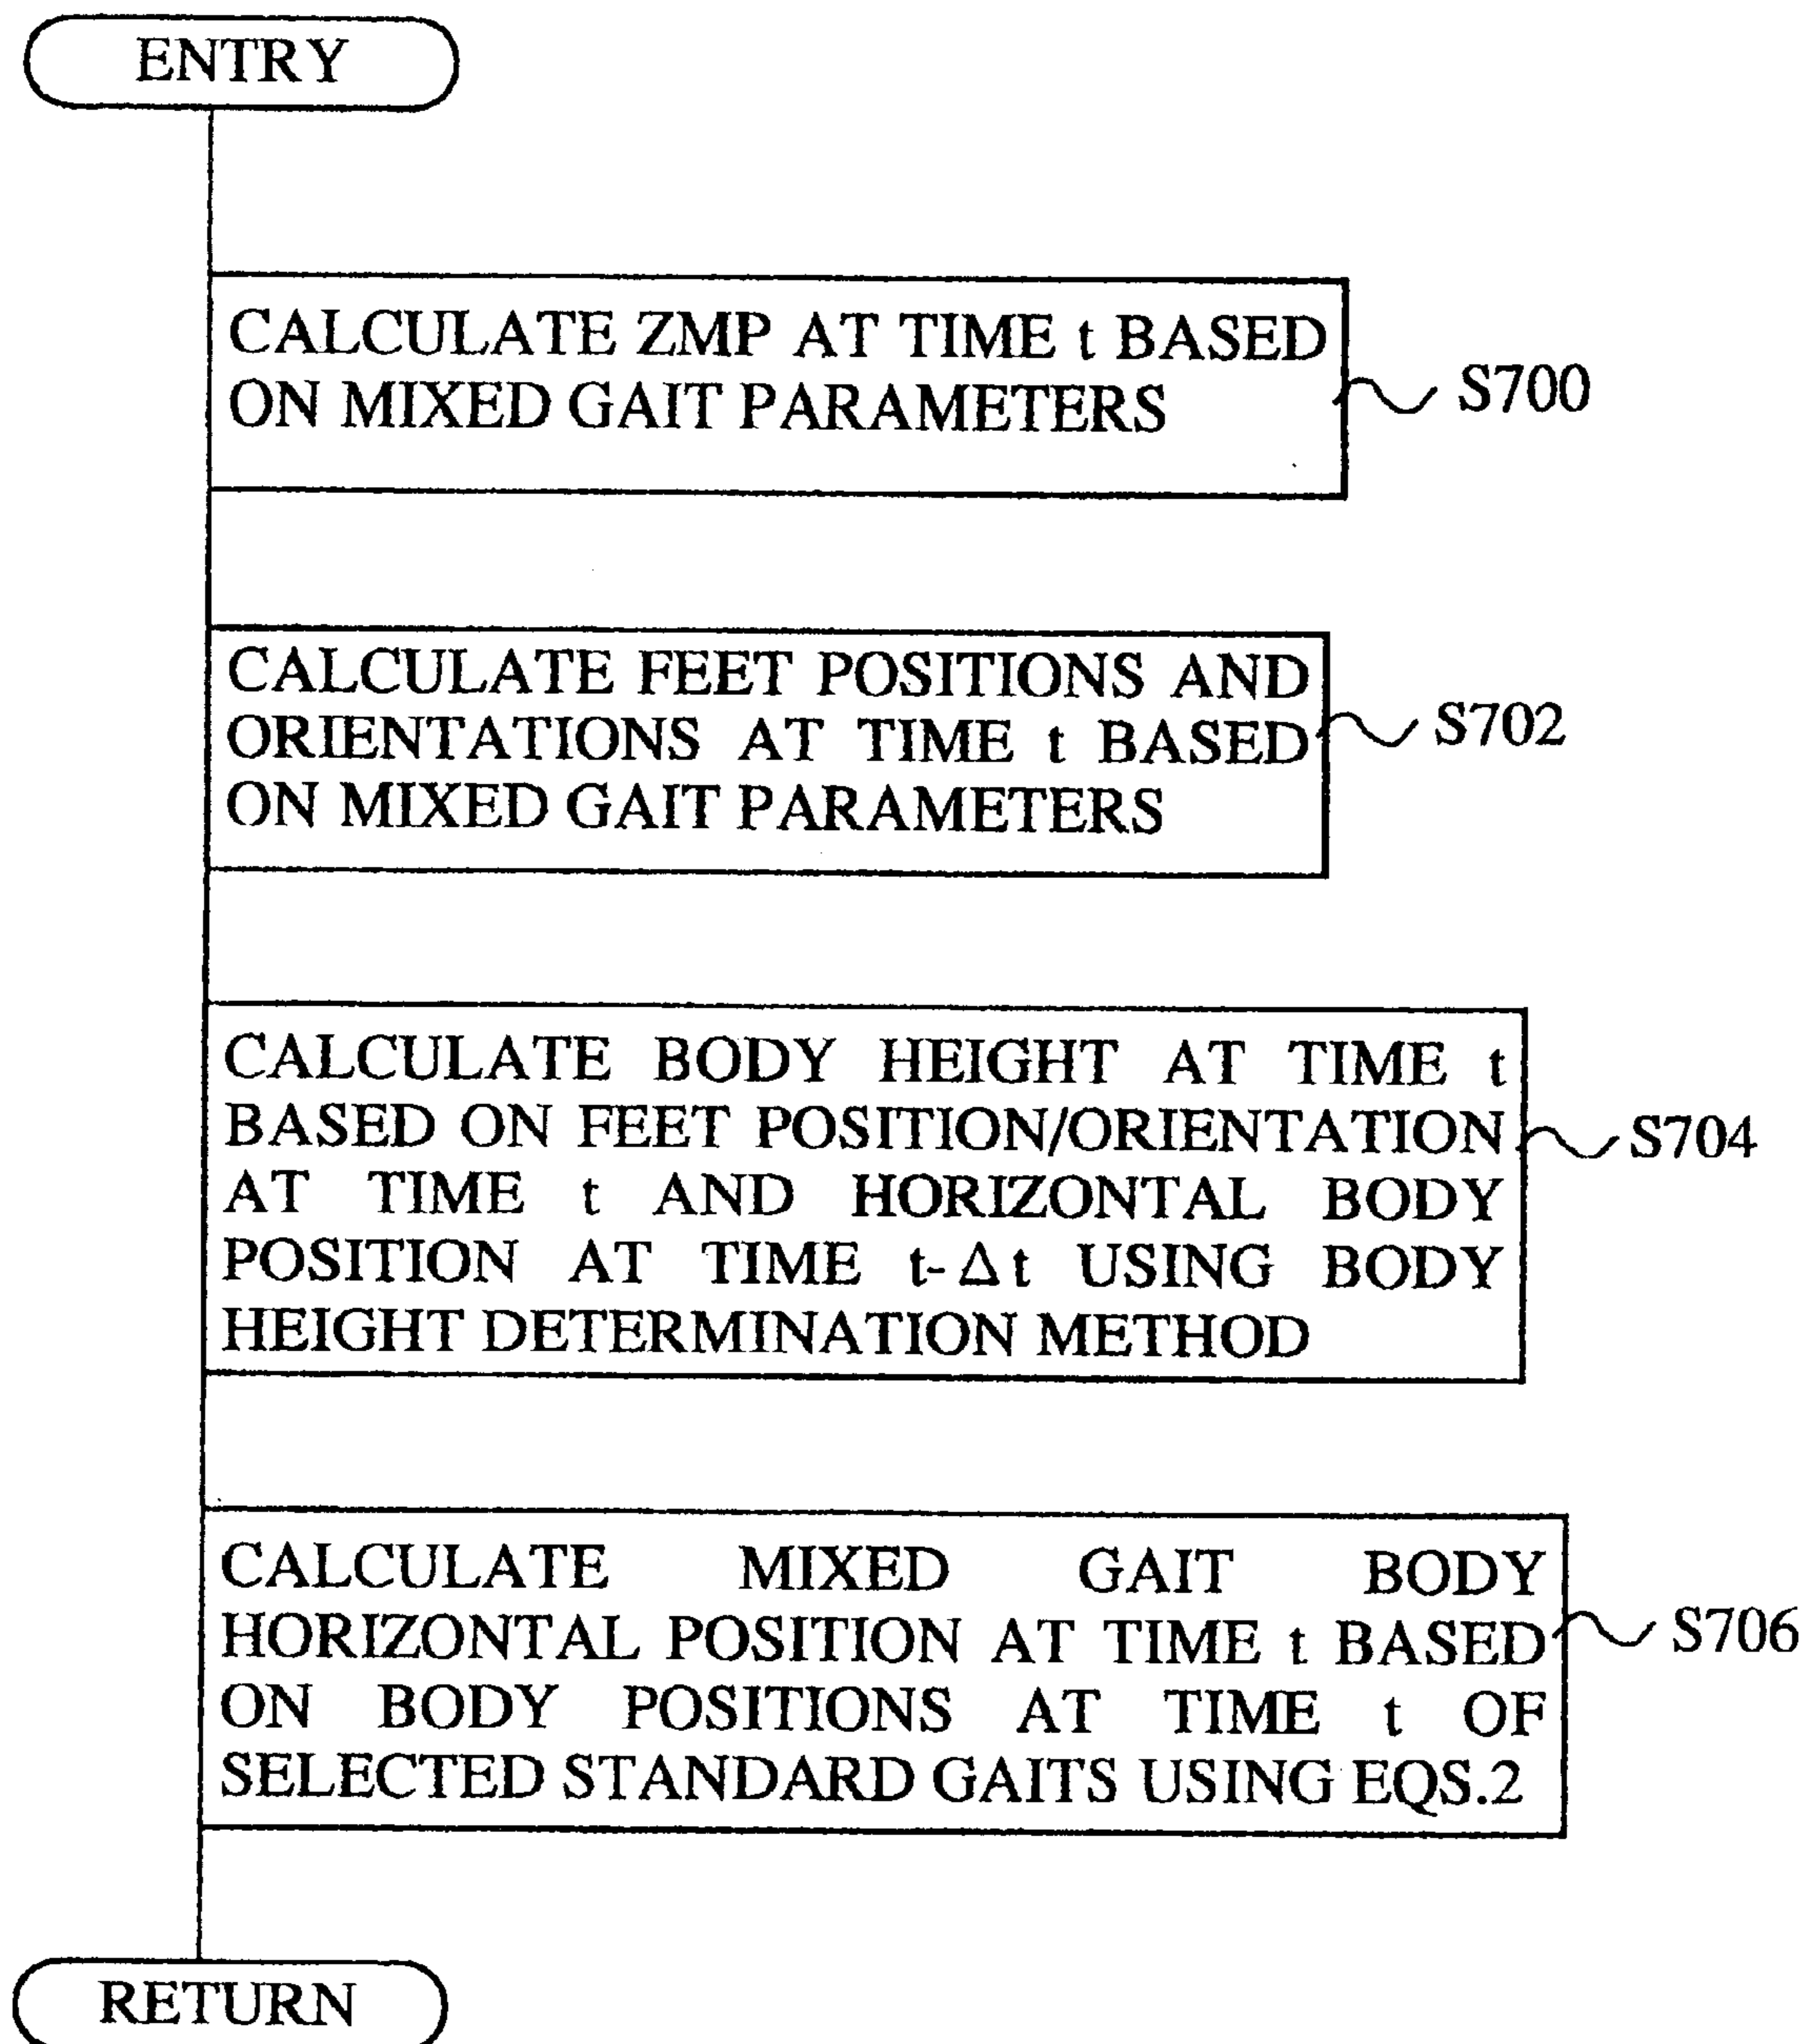 ENTRY
CALCULATE ZMP AT TIME t BASED
ON MIXED GAIT PARAMETERS
S700
CALCULATE FEET POSITIONS AND
ORIENTATIONS AT TIME t BASED
ON MIXED GAIT PARAMETERS
S702
CALCULATE BODY HEIGHT AT TIME t
BASED ON FEET POSITION/ORIENTATION
AT TIME t AND HORIZONTAL BODY
POSITION AT TIME t-Δt USING BODY
HEIGHT DETERMINATION METHOD
S704
CALCULATE MIXED GAIT BODY
HORIZONTAL POSITION AT TIME t BASED
ON BODY POSITIONS AT TIME t OF
SELECTED STANDARD GAITS USING EQS.2
S706
RETURN